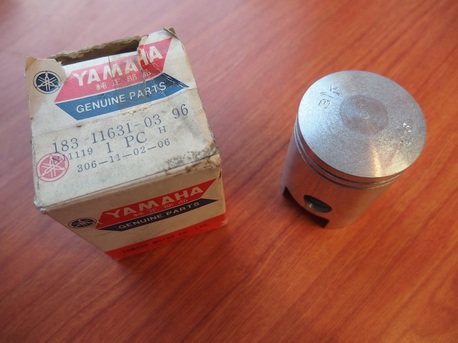 YAMAHA
GENUINE PARTS
183-11631-03 96
1 PC H
306-11-02-06
YAMAHA
GENUINE PARTS